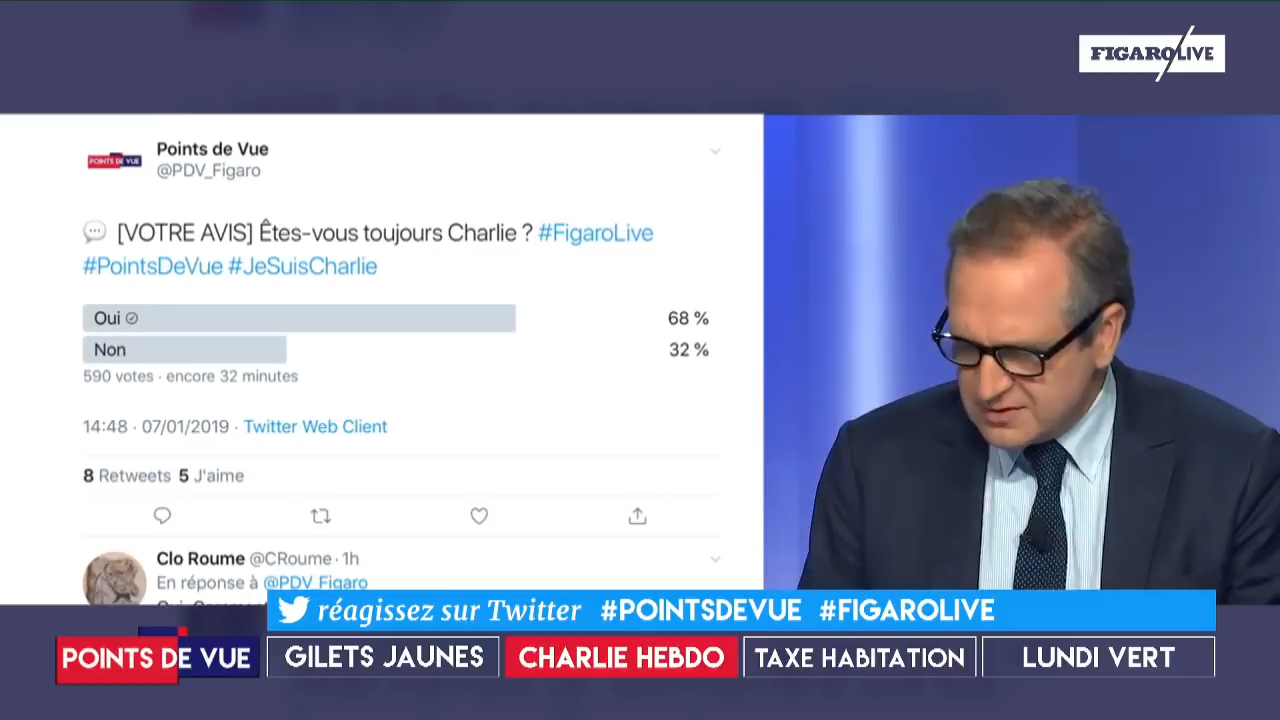 FIGAROLIVE
POINTS DE VUE
Points de Vue
@PDV_Figaro
[VOTRE AVIS] Êtes-vous toujours Charlie ? #FigaroLive
#PointsDeVue #JeSuisCharlie
Oui 68 %
Non 32 %
590 votes · encore 32 minutes
14:48 · 07/01/2019 · Twitter Web Client
8 Retweets 5 J'aime
Clo Roume @CRoume · 1h
En réponse à @PDV_Figaro
réagissez sur Twitter #POINTSDEVUE #FIGAROLIVE
POINTS DE VUE GILETS JAUNES CHARLIE HEBDO TAXE HABITATION LUNDI VERT